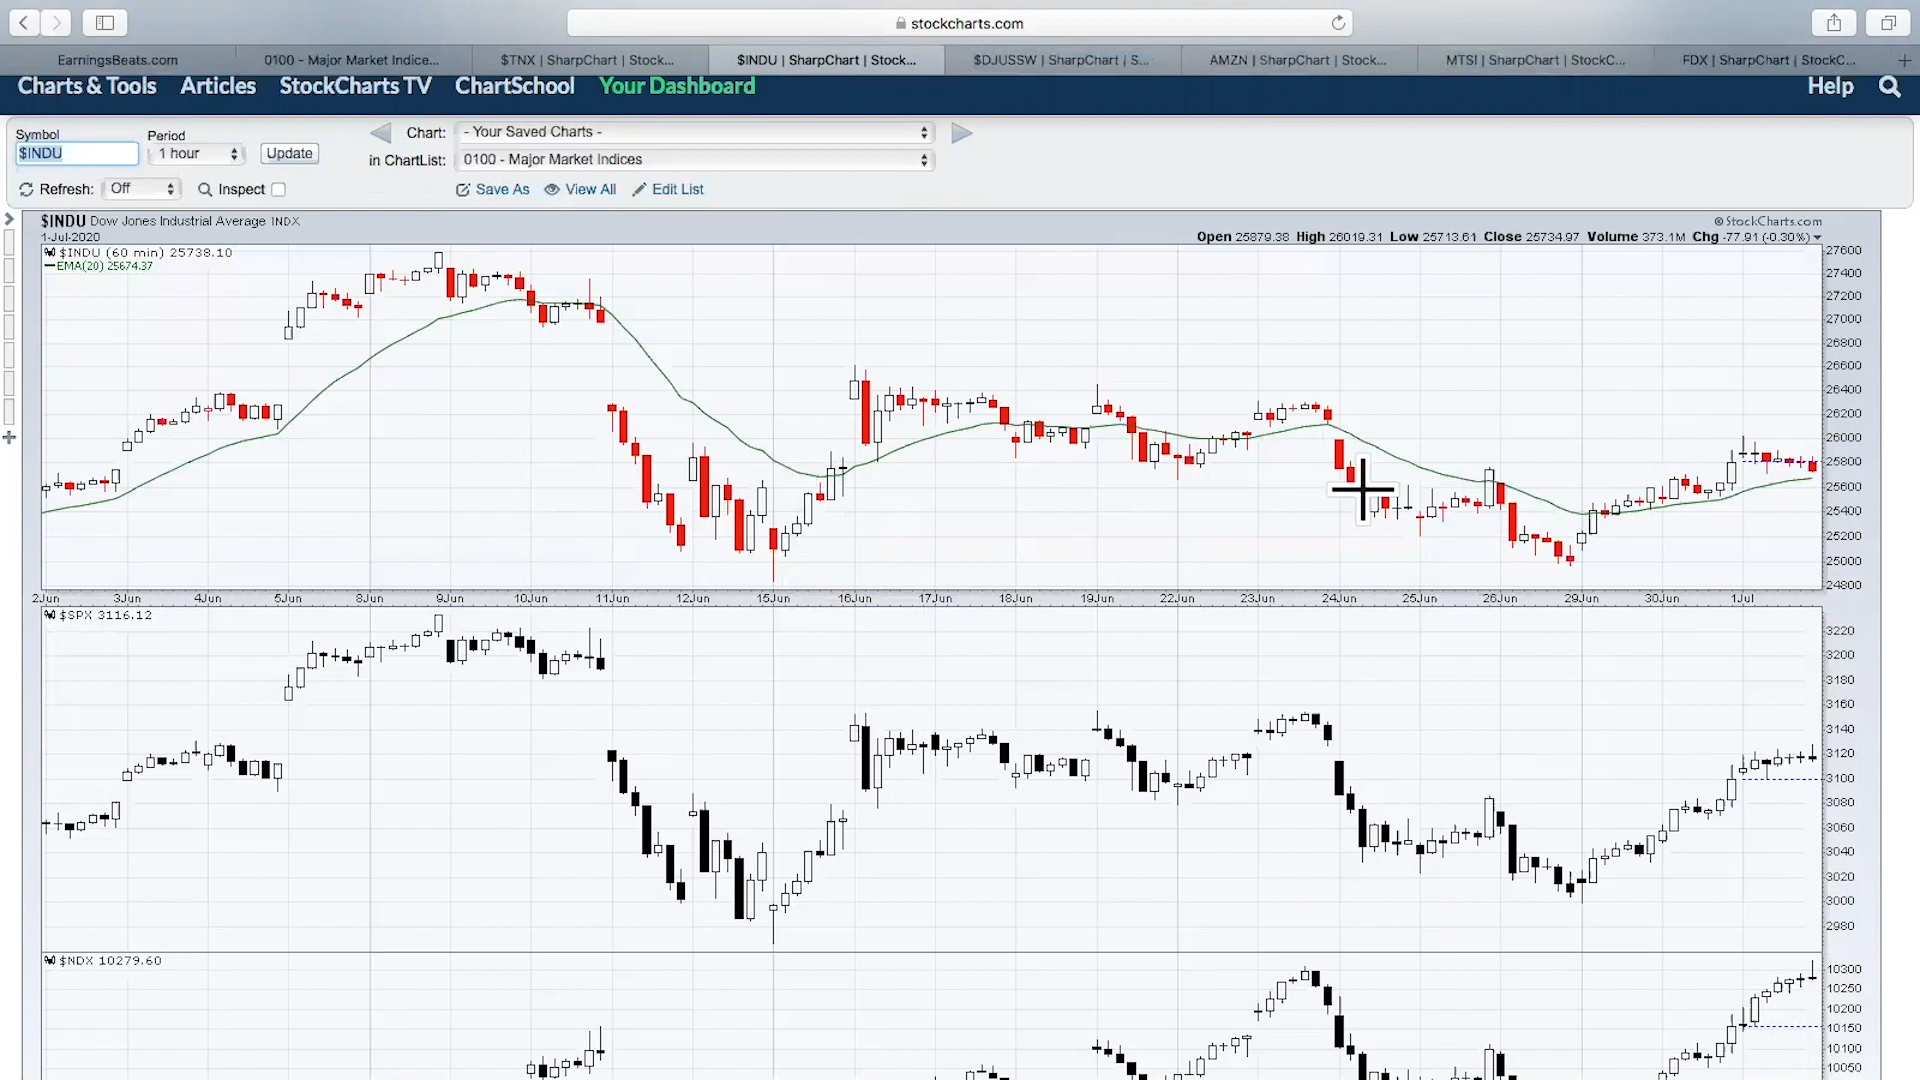 stockcharts.com
EarningsBeats.com
0100 - Major Market Indice...
$TNX | SharpChart | Stock...
$INDU | SharpChart | Stock...
$DJUSSW | SharpChart | S...
AMZN | SharpChart | Stock...
MTSI | SharpChart | StockC...
FDX | SharpChart | StockC...
Charts & Tools
Articles
StockCharts TV
ChartSchool
Your Dashboard
Help
Symbol
Period
$INDU
1 hour
Update
Chart:
- Your Saved Charts -
in ChartList:
0100 - Major Market Indices
Refresh:
Off
Inspect
Save As
View All
Edit List
$INDU Dow Jones Industrial Average INDX
© StockCharts.com
1-Jul-2020
Open 25879.38 High 26019.31 Low 25713.61 Close 25734.97 Volume 373.1M Chg -77.91 (-0.30%)
$INDU (60 min) 25738.10
EMA(20) 25674.37
27600
27400
27200
27000
26800
26600
26400
26200
26000
25800
25600
25400
25200
25000
24800
2Jun 3Jun 4Jun 5Jun 8Jun 9Jun 10Jun 11Jun 12Jun 15Jun 16Jun 17Jun 18Jun 19Jun 22Jun 23Jun 24Jun 25Jun 26Jun 29Jun 30Jun 1Jul
$SPX 3116.12
3220
3200
3180
3160
3140
3120
3100
3080
3060
3040
3020
3000
2980
$NDX 10279.60
10300
10250
10200
10150
10100
10050